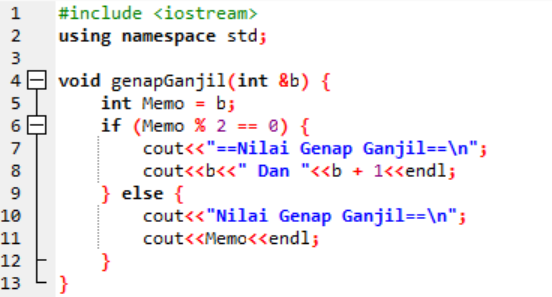 1 #include <iostream>
2 using namespace std;
3
4 void genapGanjil(int &b) {
5 int Memo = b;
6 if (Memo % 2 == 0) {
7 cout<<"==Nilai Genap Ganjil==\n";
8 cout<<b<<" Dan "<<b + 1<<endl;
9 } else {
10 cout<<"Nilai Genap Ganjil==\n";
11 cout<<Memo<<endl;
12 }
13 }